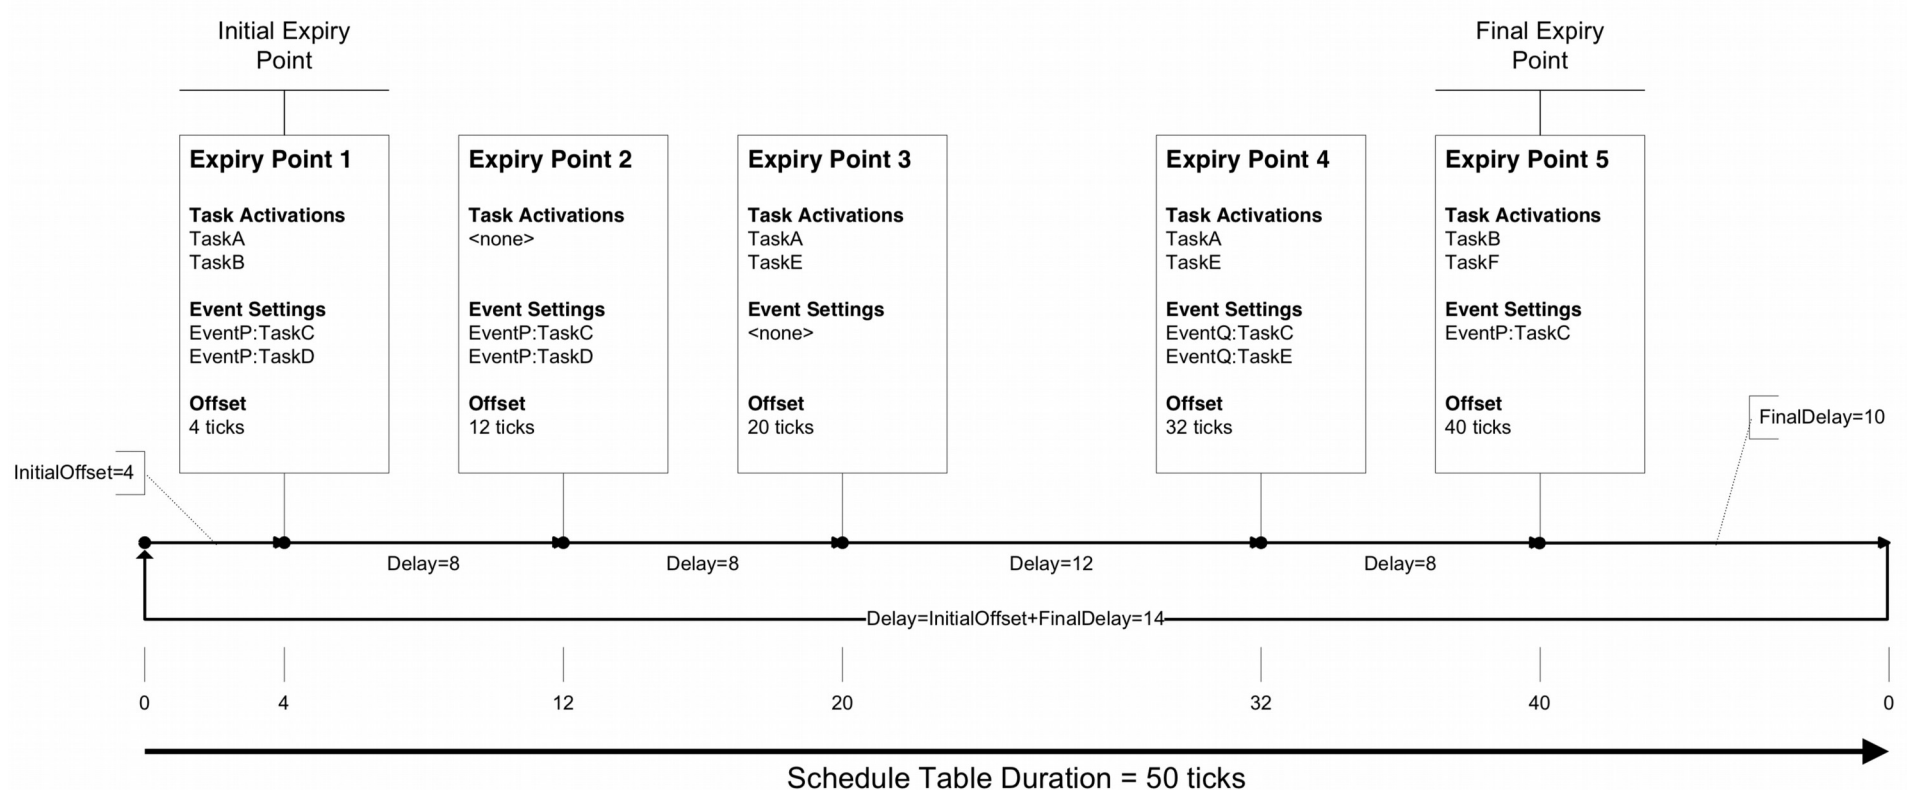 Initial Expiry
Point
Final Expiry
Point
Expiry Point 1
Task Activations
TaskA
TaskB
Event Settings
EventP:TaskC
EventP:TaskD
Offset
4 ticks
Expiry Point 2
Task Activations
<none>
Event Settings
EventP:TaskC
EventP:TaskD
Offset
12 ticks
Expiry Point 3
Task Activations
TaskA
TaskE
Event Settings
<none>
Offset
20 ticks
Expiry Point 4
Task Activations
TaskA
TaskE
Event Settings
EventQ:TaskC
EventQ:TaskE
Offset
32 ticks
Expiry Point 5
Task Activations
TaskB
TaskF
Event Settings
EventP:TaskC
Offset
40 ticks
InitialOffset=4
FinalDelay=10
Delay=8
Delay=8
Delay=12
Delay=8
Delay=InitialOffset+FinalDelay=14
0
4
12
20
32
40
0
Schedule Table Duration = 50 ticks